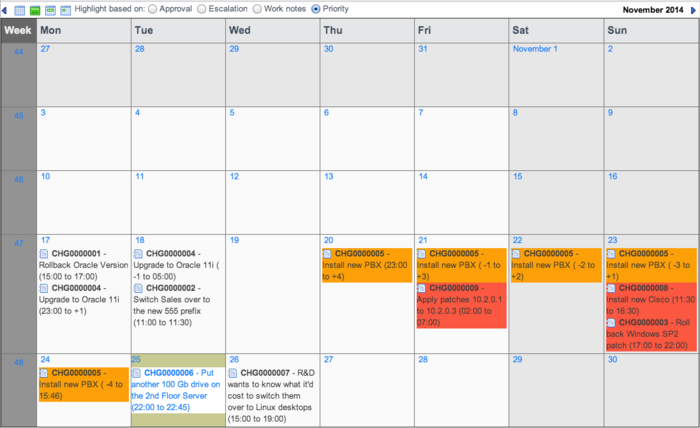 Highlight based on: Approval Escalation Work notes Priority
November 2014
Week Mon Tue Wed Thu Fri Sat Sun
44 27 28 29 30 31 November 1 2
45 3 4 5 6 7 8 9
46 10 11 12 13 14 15 16
47
17
CHG0000001 -
Rollback Oracle Version
(15:00 to 17:00)
CHG0000004 -
Upgrade to Oracle 11i
(23:00 to +1)
18
CHG0000004 -
Upgrade to Oracle 11i (
-1 to 05:00)
CHG0000002 -
Switch Sales over to
the new 555 prefix
(11:00 to 11:30)
19
20
CHG0000005 -
Install new PBX (23:00
to +4)
21
CHG0000005 -
Install new PBX ( -1 to
+3)
CHG0000009 -
Apply patches 10.2.0.1
to 10.2.0.3 (02:00 to
07:00)
22
CHG0000005 -
Install new PBX ( -2 to
+2)
23
CHG0000005 -
Install new PBX ( -3 to
+1)
CHG0000008 -
Install new Cisco (11:30
to 16:30)
CHG0000003 - Roll
back Windows SP2
patch (17:00 to 22:00)
48
24
CHG0000005 -
Install new PBX ( -4 to
15:46)
25
CHG0000006 - Put
another 100 Gb drive on
the 2nd Floor Server
(22:00 to 22:45)
26
CHG0000007 - R&D
wants to know what it'd
cost to switch them
over to Linux desktops
(15:00 to 19:00)
27
28
29
30